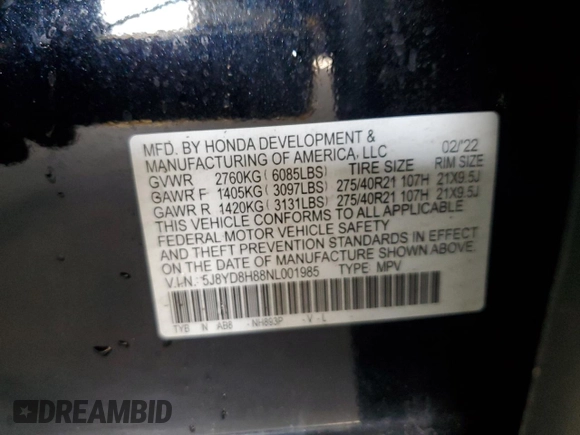 MFD. BY HONDA DEVELOPMENT &
MANUFACTURING OF AMERICA, LLC 02/'22
GVWR 2760KG ( 6085LBS) TIRE SIZE RIM SIZE
GAWR F 1405KG ( 3097LBS) 275/40R21 107H 21X9.5J
GAWR R 1420KG ( 3131LBS) 275/40R21 107H 21X9.5J
THIS VEHICLE CONFORMS TO ALL APPLICABLE
FEDERAL MOTOR VEHICLE SAFETY
AND THEFT PREVENTION STANDARDS IN EFFECT
ON THE DATE OF MANUFACTURE SHOWN ABOVE.
V.I.N. 5J8YD8H88NL001985 TYPE MPV
TYB N AB8 NH893P -V -L
DREAMBID